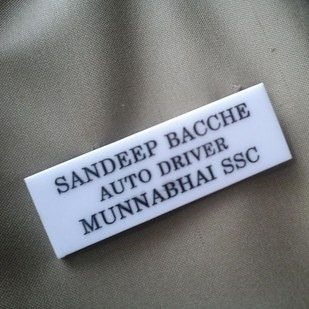 SANDEEP BACCHE
AUTO DRIVER
MUNNABHAI SSC